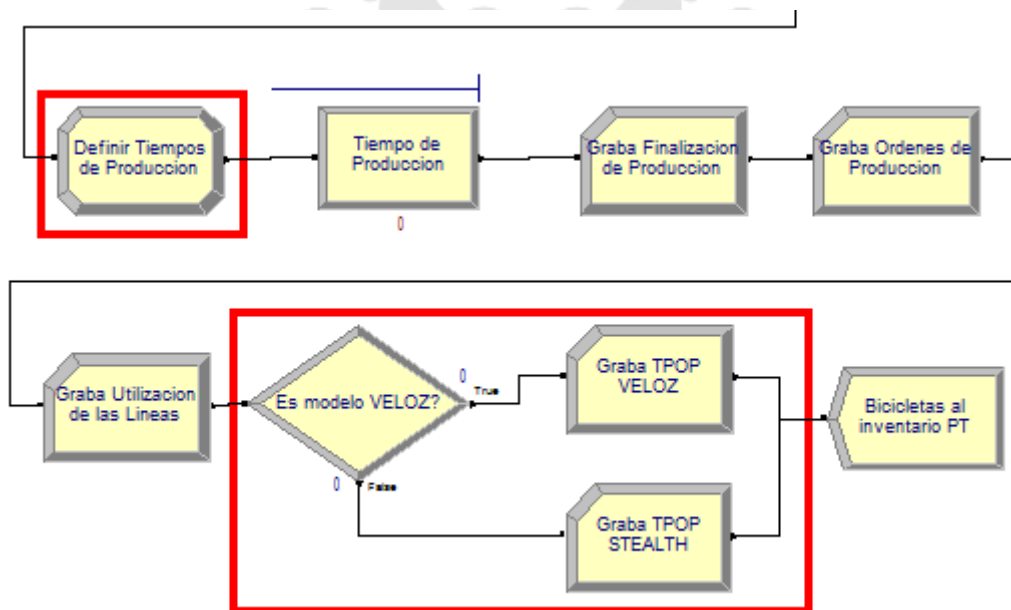 Definir Tiempos
de Produccion
Tiempo de
Produccion
0
Graba Finalizacion
de Produccion
Graba Ordenes de
Produccion
Graba Utilizacion
de las Lineas
Es modelo VELOZ?
0
True
0
False
Graba TPOP
VELOZ
Graba TPOP
STEALTH
Bicicletas al
inventario PT